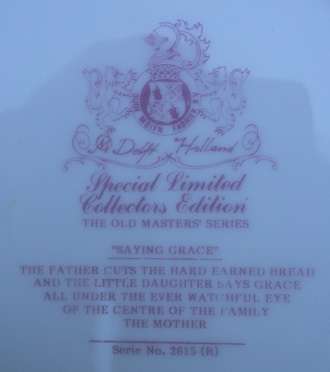 Delft Holland
Special Limited
Collectors Edition
THE OLD MASTERS' SERIES
"SAYING GRACE"
THE FATHER CUTS THE HARD EARNED BREAD
AND THE LITTLE DAUGHTER SAYS GRACE
ALL UNDER THE EVER WATCHFUL EYE
OF THE CENTRE OF THE FAMILY
THE MOTHER
Serie No. 2615 (ft)